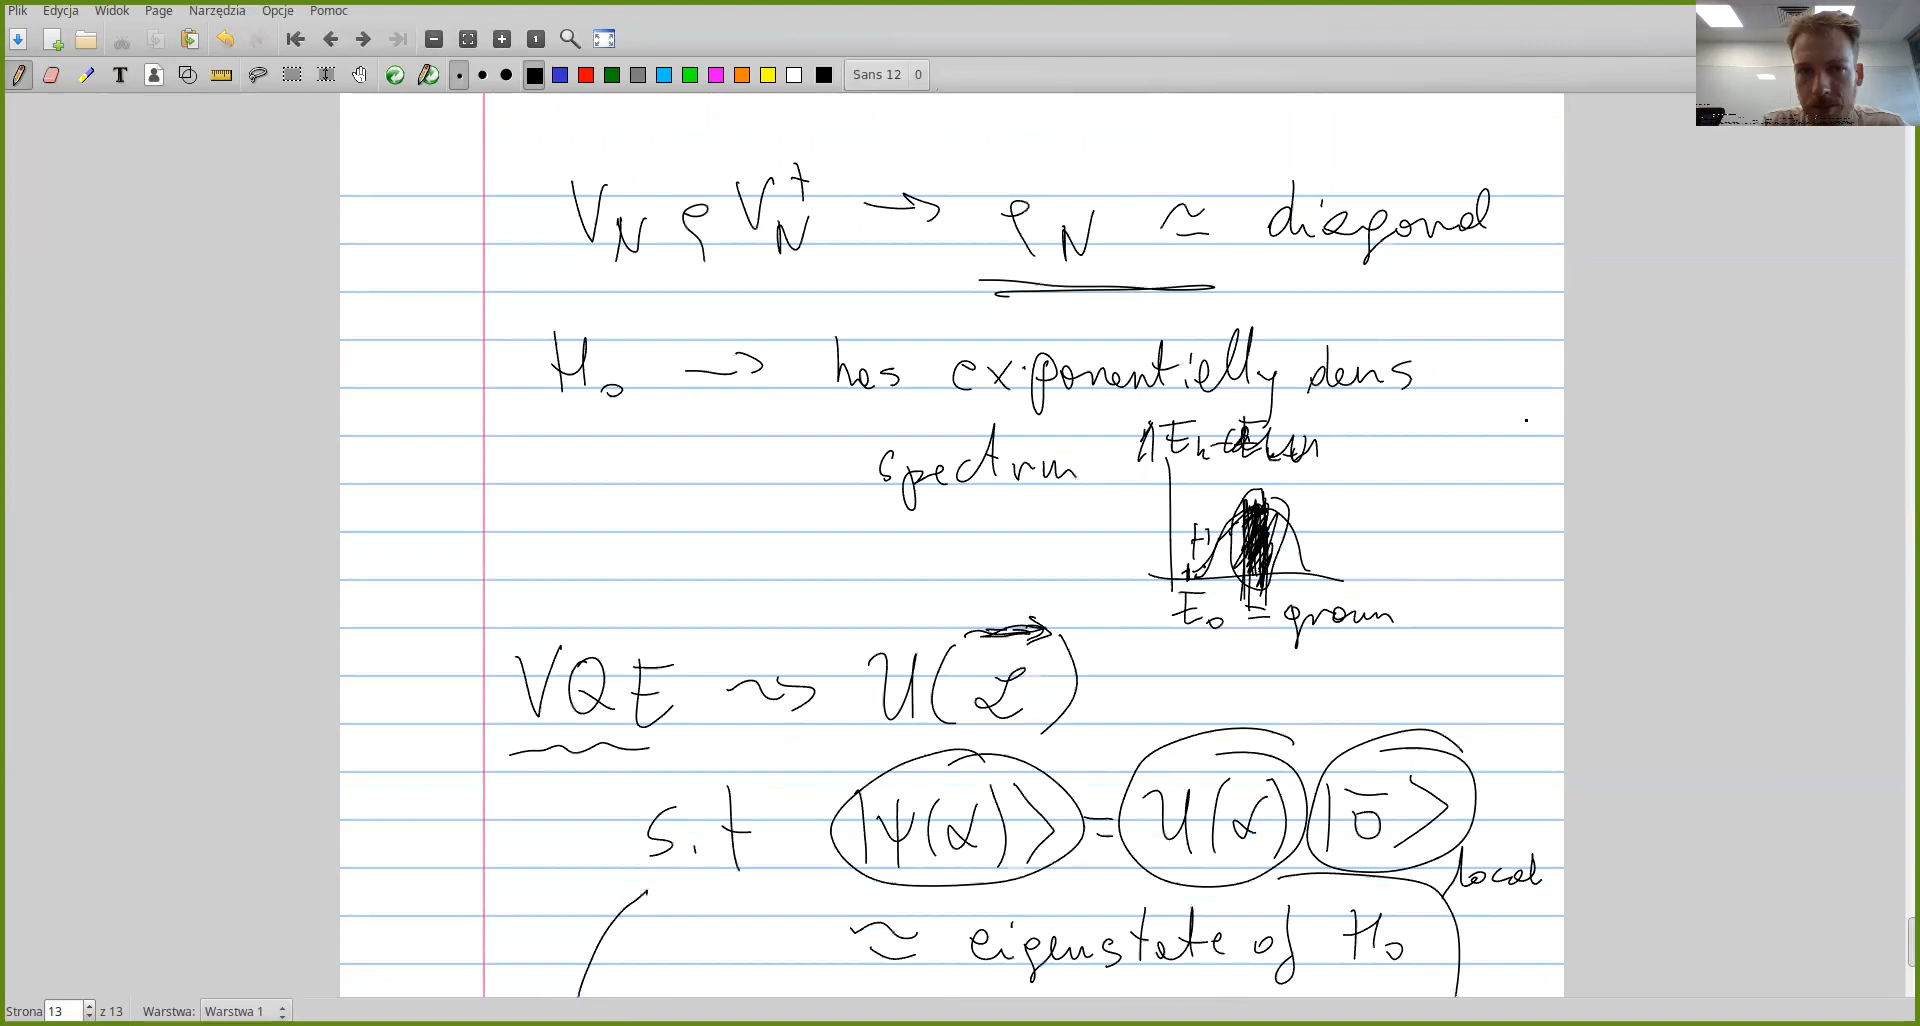 Plik Edycja Widok Page Narzędzia Opcje Pomoc
Sans 12 0
V_N ρ V_N^† → ρ_N ≃ diagonal
H_0 → has exponentially dens
spectrum
E_0 = groun
VQE ⇝ U(α⃗)
s.t |ψ(α)⟩ = U(α) |0̄⟩
local
≈ eigenstate of H_0
Strona 13 z 13 Warstwa: Warstwa 1